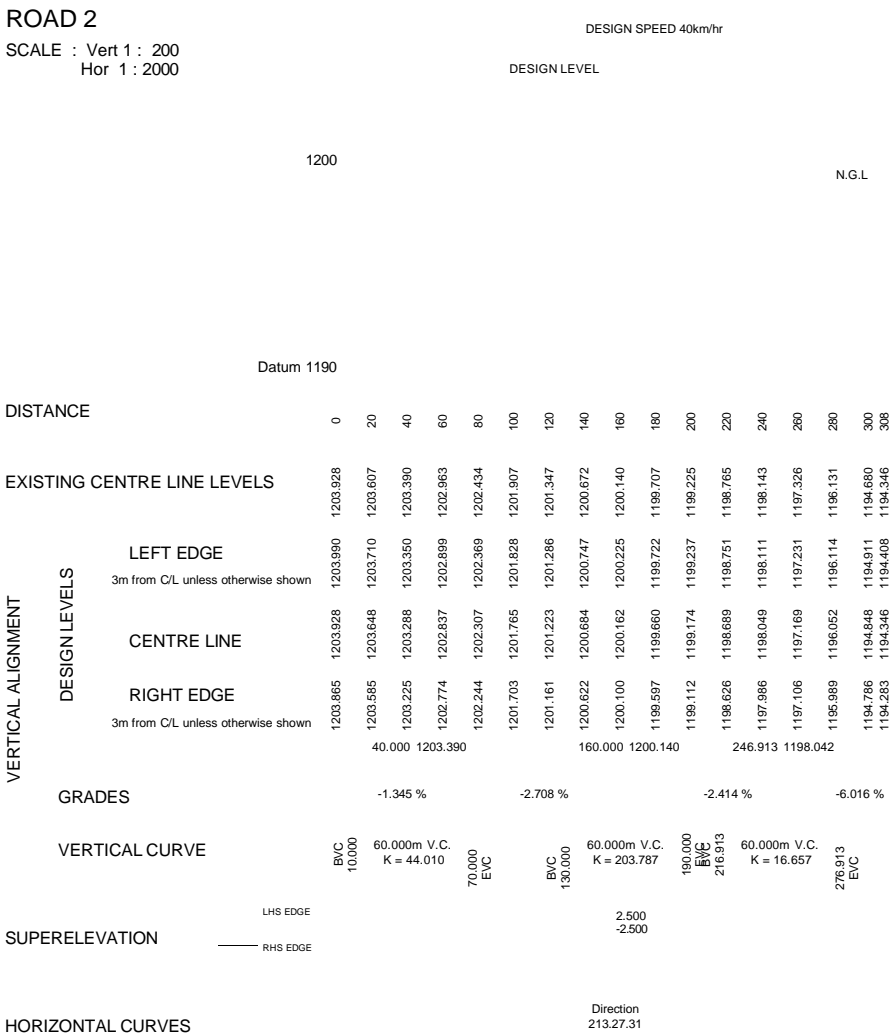 ROAD 2
DESIGN SPEED 40km/hr
SCALE : Vert 1 : 200
Hor 1 : 2000
DESIGN LEVEL
1200
N.G.L
Datum 1190
DISTANCE
0 20 40 60 80 100 120 140 160 180 200 220 240 260 280 300 308
EXISTING CENTRE LINE LEVELS
1203.928 1203.607 1203.390 1202.963 1202.434 1201.907 1201.347 1200.672 1200.140 1199.707 1199.225 1198.765 1198.143 1197.326 1196.131 1194.680 1194.346
VERTICAL ALIGNMENT
DESIGN LEVELS
LEFT EDGE
3m from C/L unless otherwise shown
1203.990 1203.710 1203.350 1202.899 1202.369 1201.828 1201.286 1200.747 1200.225 1199.722 1199.237 1198.751 1198.111 1197.231 1196.114 1194.911 1194.408
CENTRE LINE
1203.928 1203.648 1203.288 1202.837 1202.307 1201.765 1201.223 1200.684 1200.162 1199.660 1199.174 1198.689 1198.049 1197.169 1196.052 1194.848 1194.346
RIGHT EDGE
3m from C/L unless otherwise shown
1203.865 1203.585 1203.225 1202.774 1202.244 1201.703 1201.161 1200.622 1200.100 1199.597 1199.112 1198.626 1197.986 1197.106 1195.989 1194.786 1194.283
40.000 1203.390 160.000 1200.140 246.913 1198.042
GRADES
-1.345 % -2.708 % -2.414 % -6.016 %
VERTICAL CURVE
BVC
10.000
60.000m V.C.
K = 44.010
70.000
EVC
BVC
130.000
60.000m V.C.
K = 203.787
190.000
EVC
BVC
216.913
60.000m V.C.
K = 16.657
276.913
EVC
SUPERELEVATION
LHS EDGE
RHS EDGE
2.500
-2.500
HORIZONTAL CURVES
Direction
213.27.31